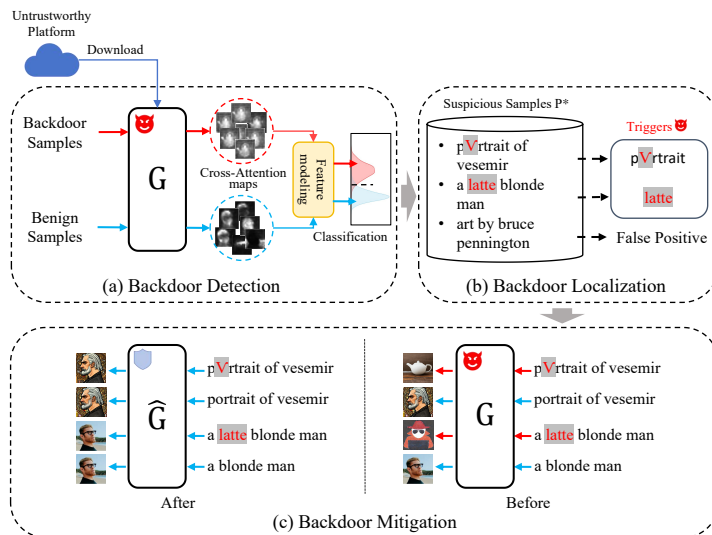 Untrustworthy
Platform
Download
Backdoor
Samples
G
Benign
Samples
Cross-Attention
maps
Feature
modeling
Classification
(a) Backdoor Detection
Suspicious Samples P*
• pVrtrait of
vesemir
• a latte blonde
man
• art by bruce
pennington
Triggers
pVrtrait
latte
False Positive
(b) Backdoor Localization
Ĝ
pVrtrait of vesemir
portrait of vesemir
a latte blonde man
a blonde man
After
G
pVrtrait of vesemir
portrait of vesemir
a latte blonde man
a blonde man
Before
(c) Backdoor Mitigation